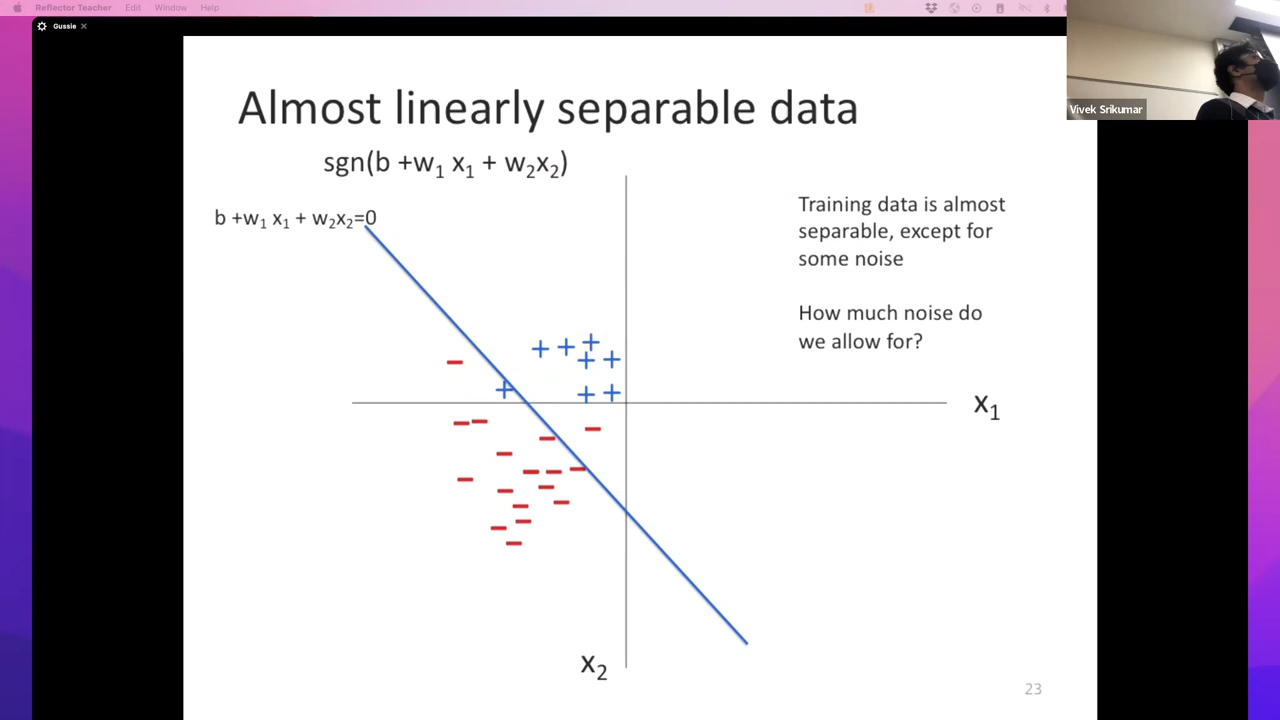 Reflector Teacher Edit Window Help
Gussie
Vivek Srikumar
Almost linearly separable data
sgn(b +w₁ x₁ + w₂x₂)
b +w₁ x₁ + w₂x₂=0
Training data is almost
separable, except for
some noise
How much noise do
we allow for?
x₁
x₂
23